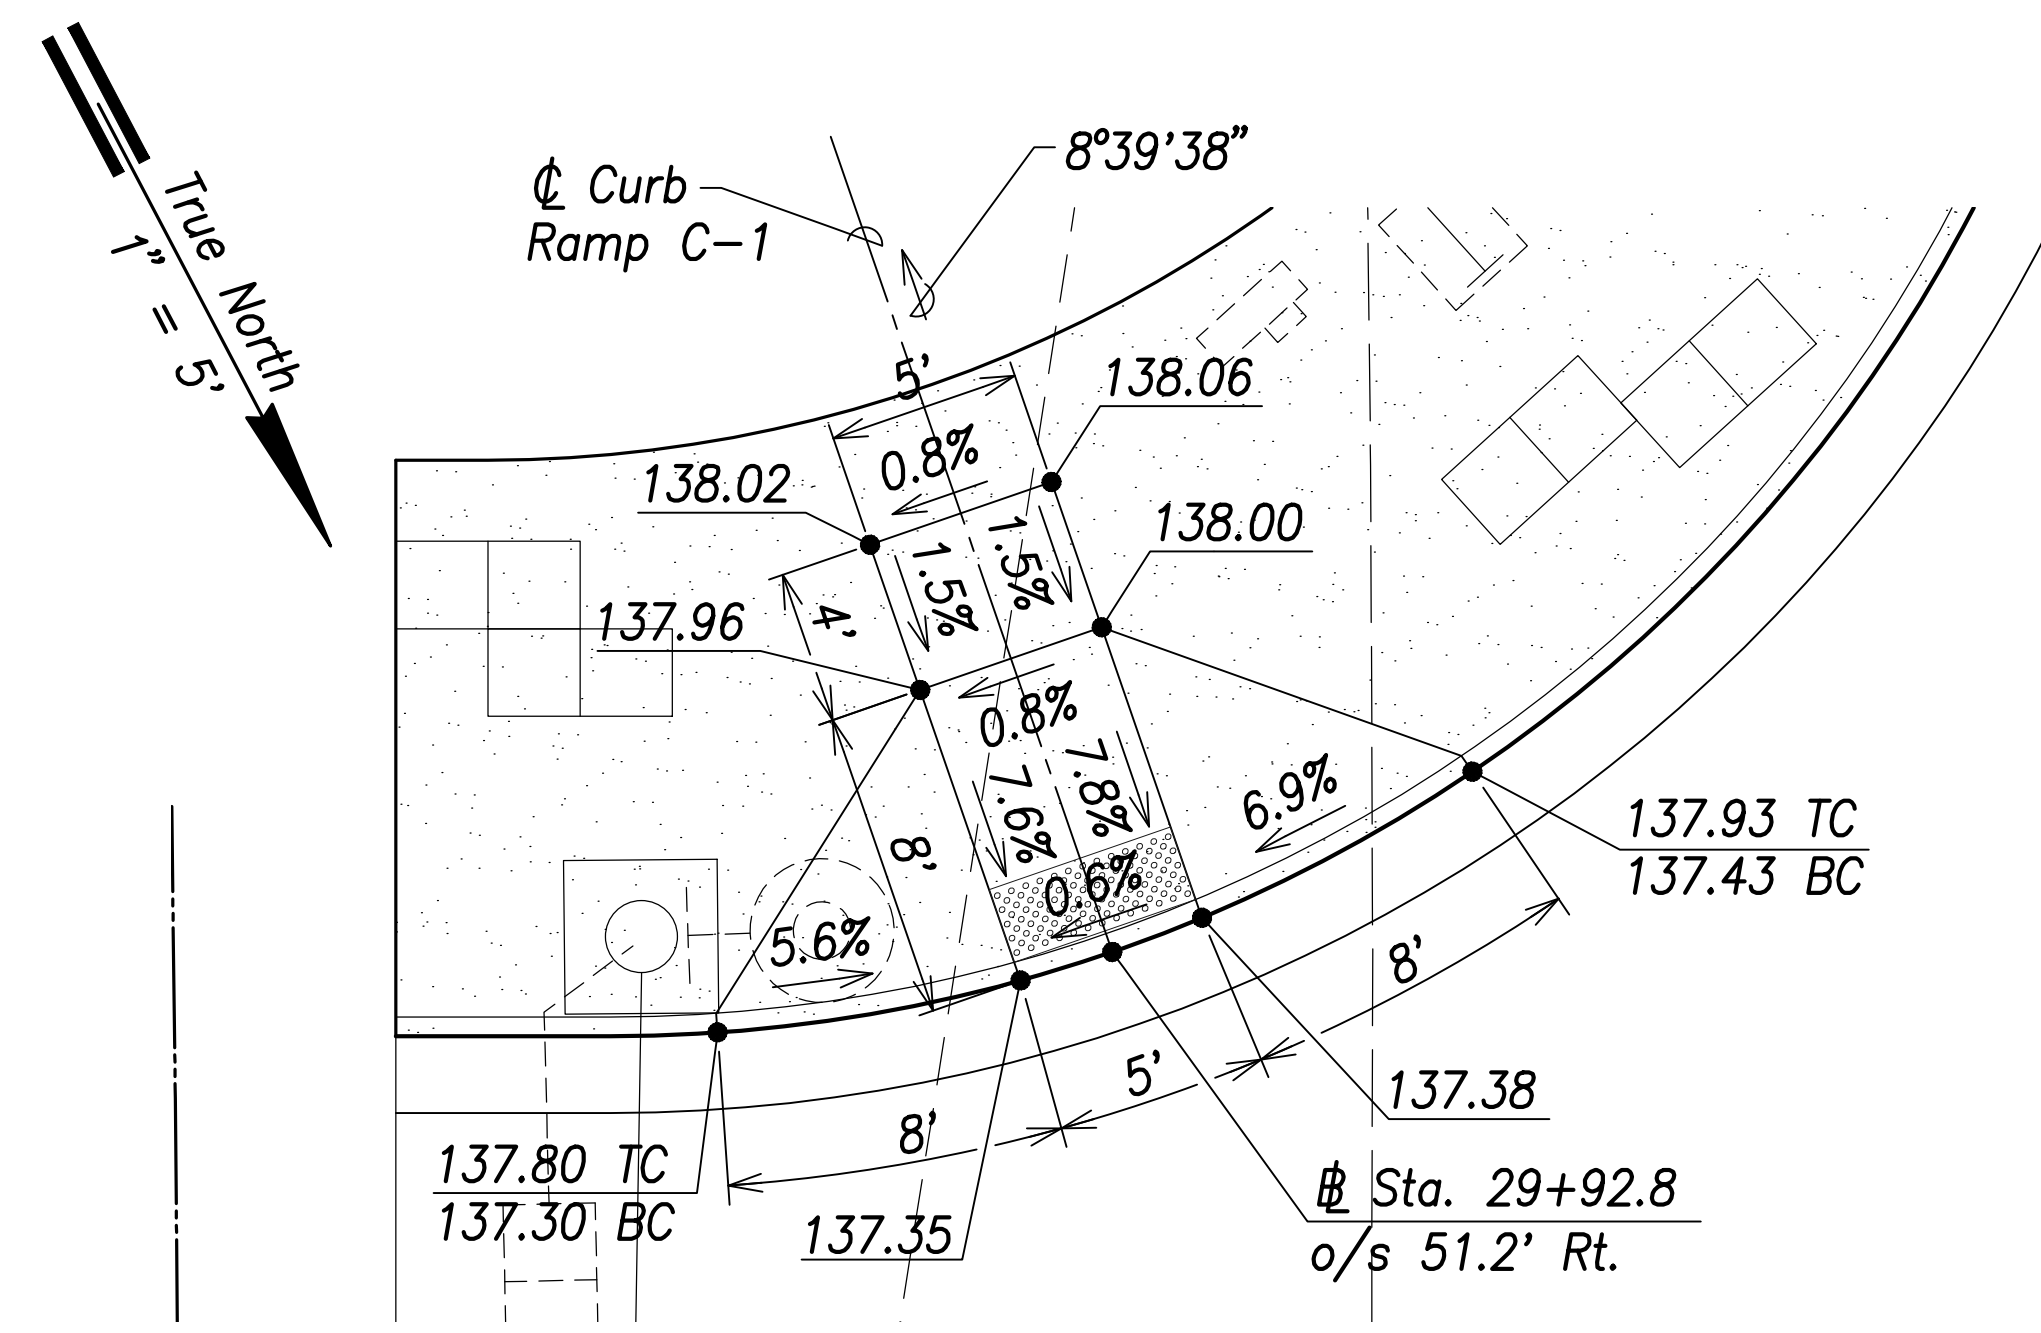 True North
1" = 5'
℄ Curb
Ramp C-1
8°39'38"
5'
138.06
0.8%
138.02
138.00
1.5%
1.5%
4'
137.96
0.8%
7.8%
7.6%
6.9%
137.93 TC
137.43 BC
8'
0.6%
5.6%
8'
5'
137.38
8'
137.80 TC
137.30 BC
137.35
B̵L Sta. 29+92.8
o/s 51.2' Rt.